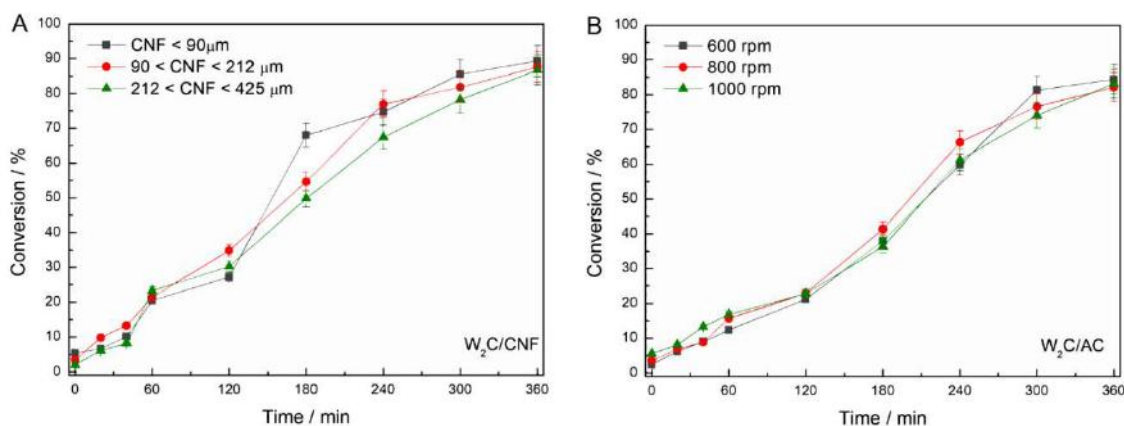 A
CNF < 90μm
90 < CNF < 212 μm
212 < CNF < 425 μm
100
90
80
70
60
50
40
30
20
10
0
Conversion / %
W₂C/CNF
0 60 120 180 240 300 360
Time / min
B
600 rpm
800 rpm
1000 rpm
100
90
80
70
60
50
40
30
20
10
0
Conversion / %
W₂C/AC
0 60 120 180 240 300 360
Time / min